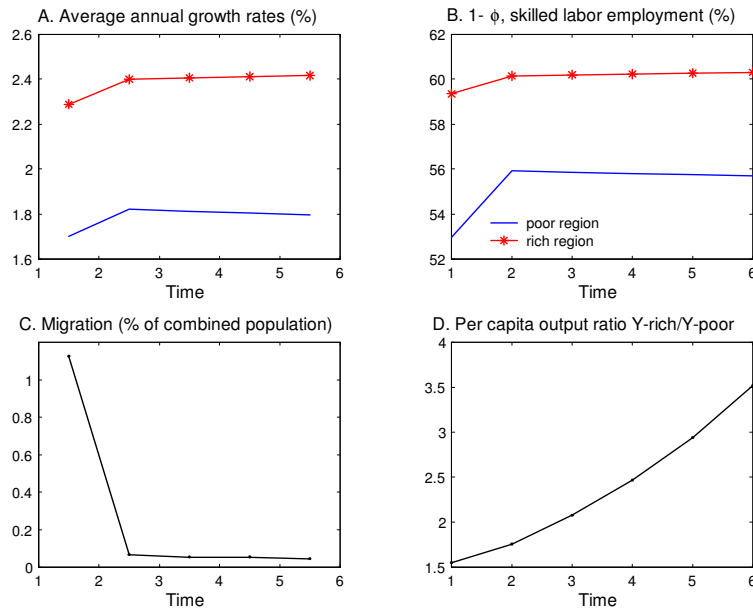 A. Average annual growth rates (%)
2.6
2.4
2.2
2
1.8
1.6
1 2 3 4 5 6
Time
B. 1- ϕ, skilled labor employment (%)
62
60
58
56
54
52
poor region
rich region
1 2 3 4 5 6
Time
C. Migration (% of combined population)
1
0.8
0.6
0.4
0.2
0
1 2 3 4 5 6
Time
D. Per capita output ratio Y-rich/Y-poor
4
3.5
3
2.5
2
1.5
1 2 3 4 5 6
Time